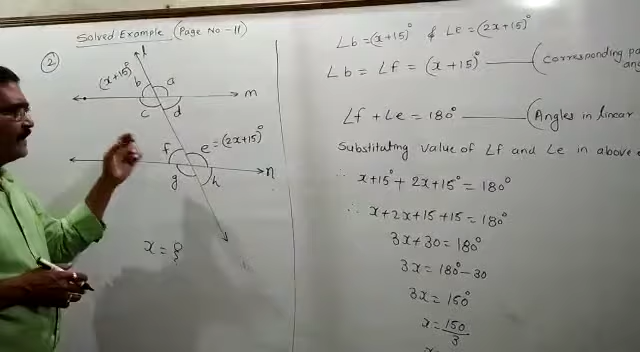 Solved Example (Page No-11)
2
l
(x+15)°
b a
m
c d
f e = (2x+15)°
n
g h
x = ?
∠b = (x+15)° & ∠e = (2x+15)°
∠b = ∠f = (x+15)° —— (Corresponding
∠f + ∠e = 180° —— (Angles in linear
Substituting value of ∠f and ∠e in above
∴ x+15° + 2x+15° = 180°
∴ x+2x+15+15 = 180°
3x+30 = 180°
3x = 180° - 30
3x = 150°
x = 150/3